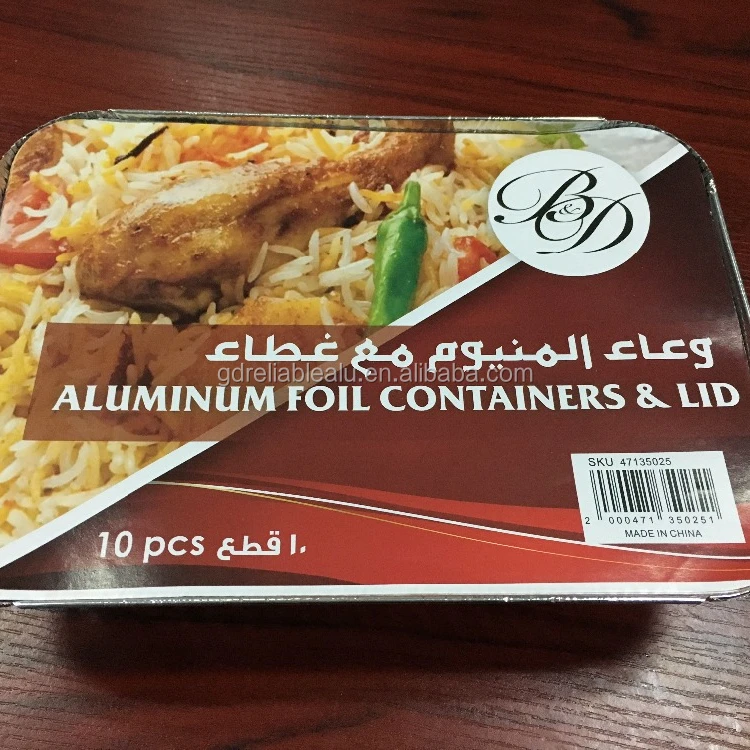 B&D
وعاء المنيوم مع غطاء
gdreliablealu.en.alibaba.com
ALUMINUM FOIL CONTAINERS & LID
SKU 47135025
2 000471 350251
MADE IN CHINA
10 pcs ١٠ قطع